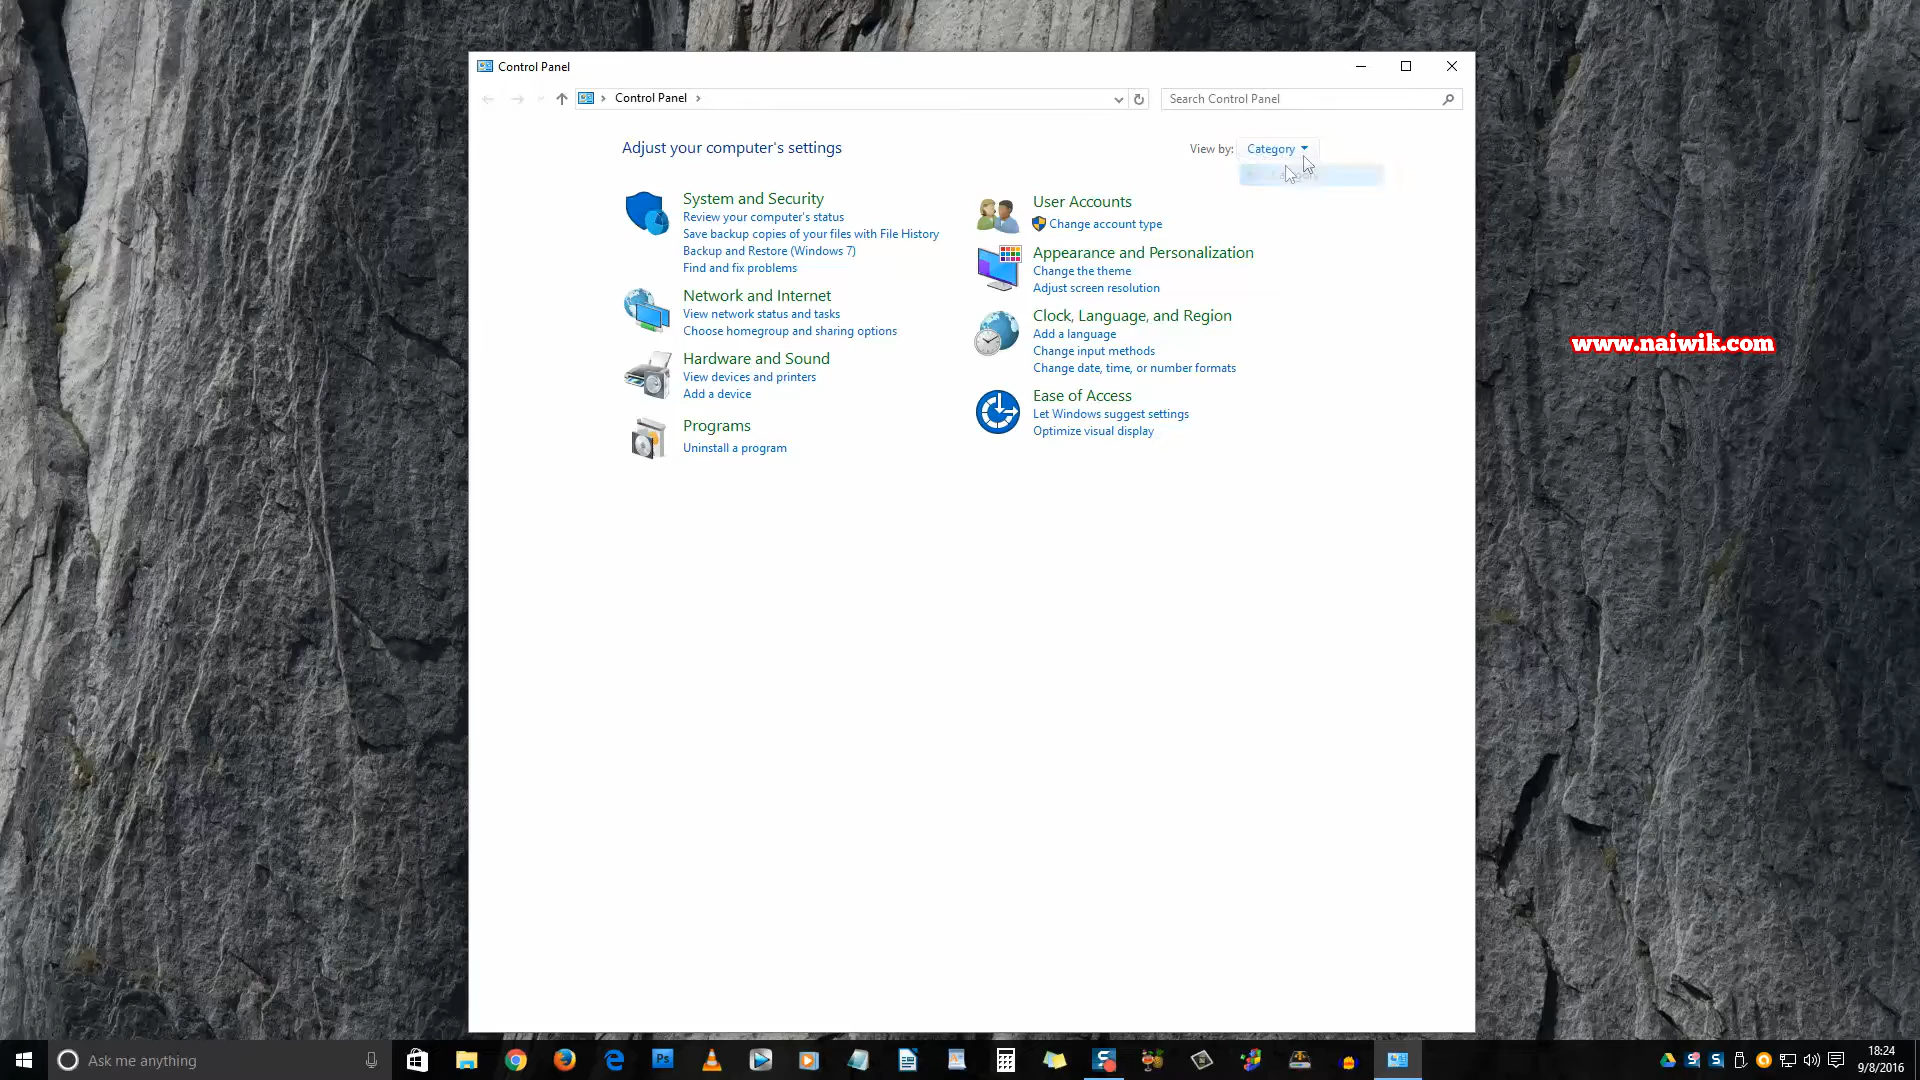 Control Panel
Control Panel
Search Control Panel
Adjust your computer's settings
View by: Category
Category
System and Security
Review your computer's status
Save backup copies of your files with File History
Backup and Restore (Windows 7)
Find and fix problems
Network and Internet
View network status and tasks
Choose homegroup and sharing options
Hardware and Sound
View devices and printers
Add a device
Programs
Uninstall a program
User Accounts
Change account type
Appearance and Personalization
Change the theme
Adjust screen resolution
Clock, Language, and Region
Add a language
Change input methods
Change date, time, or number formats
Ease of Access
Let Windows suggest settings
Optimize visual display
www.naiwik.com
Ask me anything
Ps
18:24
9/8/2016